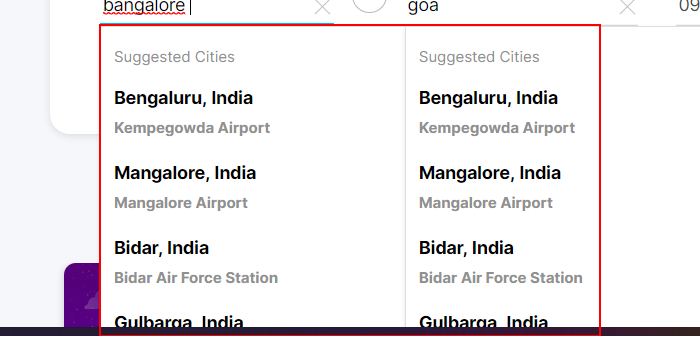 bangalore
goa
09
Suggested Cities
Bengaluru, India
Kempegowda Airport
Mangalore, India
Mangalore Airport
Bidar, India
Bidar Air Force Station
Gulbarga, India
Suggested Cities
Bengaluru, India
Kempegowda Airport
Mangalore, India
Mangalore Airport
Bidar, India
Bidar Air Force Station
Gulbarga, India